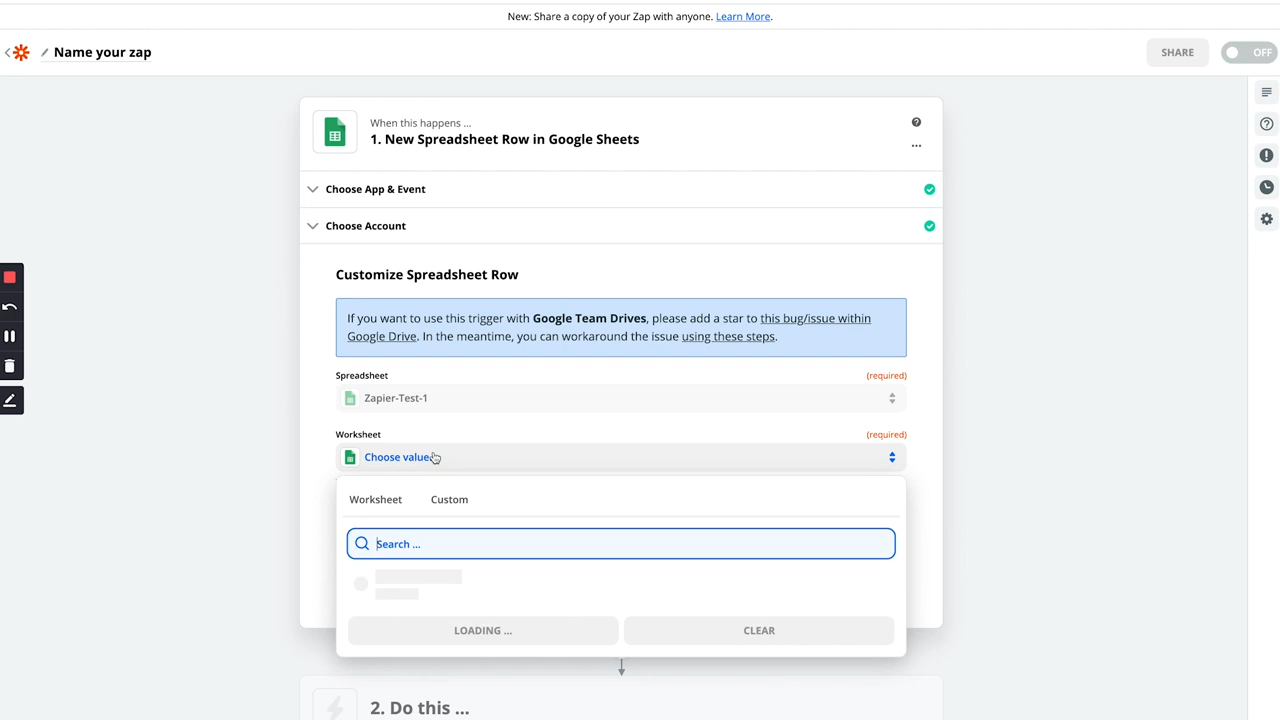 New: Share a copy of your Zap with anyone. Learn More.
Name your zap
SHARE
OFF
When this happens ...
1. New Spreadsheet Row in Google Sheets
Choose App & Event
Choose Account
Customize Spreadsheet Row
If you want to use this trigger with Google Team Drives, please add a star to this bug/issue within
Google Drive. In the meantime, you can workaround the issue using these steps.
Spreadsheet (required)
Zapier-Test-1
Worksheet (required)
Choose value
Worksheet Custom
Search ...
LOADING ...
CLEAR
2. Do this ...